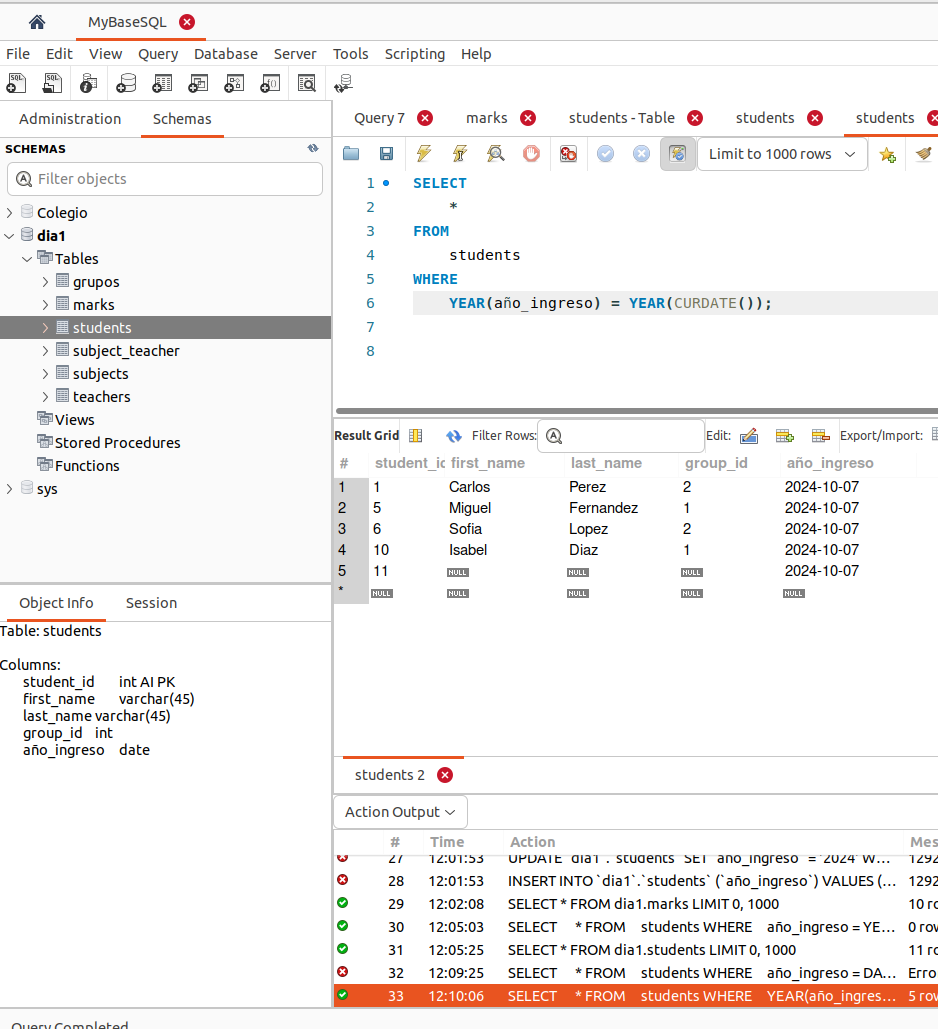 MyBaseSQL
File Edit View Query Database Server Tools Scripting Help
Administration Schemas
SCHEMAS
Filter objects
Colegio
dia1
Tables
grupos
marks
students
subject_teacher
subjects
teachers
Views
Stored Procedures
Functions
sys
Object Info Session
Table: students
Columns:
student_id int AI PK
first_name varchar(45)
last_name varchar(45)
group_id int
año_ingreso date
Query 7 marks students - Table students students
Limit to 1000 rows
1 SELECT
2 *
3 FROM
4 students
5 WHERE
6 YEAR(año_ingreso) = YEAR(CURDATE());
7
8
Result Grid Filter Rows: Edit: Export/Import:
# student_id first_name last_name group_id año_ingreso
1 1 Carlos Perez 2 2024-10-07
2 5 Miguel Fernandez 1 2024-10-07
3 6 Sofia Lopez 2 2024-10-07
4 10 Isabel Diaz 1 2024-10-07
5 11 NULL NULL NULL 2024-10-07
* NULL NULL NULL NULL NULL
students 2
Action Output
# Time Action Mes
27 12:01:53 UPDATE `dia1`.`students` SET `año_ingreso` = '2024' W... 1292
28 12:01:53 INSERT INTO `dia1`.`students` (`año_ingreso`) VALUES (... 1292
29 12:02:08 SELECT * FROM dia1.marks LIMIT 0, 1000 10 ro
30 12:05:03 SELECT * FROM students WHERE año_ingreso = YE... 0 row
31 12:05:25 SELECT * FROM dia1.students LIMIT 0, 1000 11 ro
32 12:09:25 SELECT * FROM students WHERE año_ingreso = DA... Erro
33 12:10:06 SELECT * FROM students WHERE YEAR(año_ingres... 5 row
Query Completed